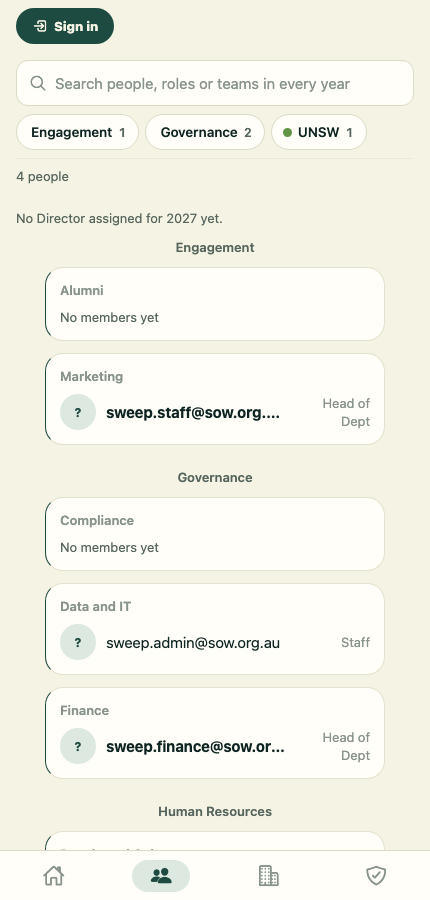 Sign in
Search people, roles or teams in every year
Engagement 1 Governance 2 UNSW 1
4 people
No Director assigned for 2027 yet.
Engagement
Alumni
No members yet
Marketing
? sweep.staff@sow.org.... Head of
Dept
Governance
Compliance
No members yet
Data and IT
? sweep.admin@sow.org.au Staff
Finance
? sweep.finance@sow.or... Head of
Dept
Human Resources